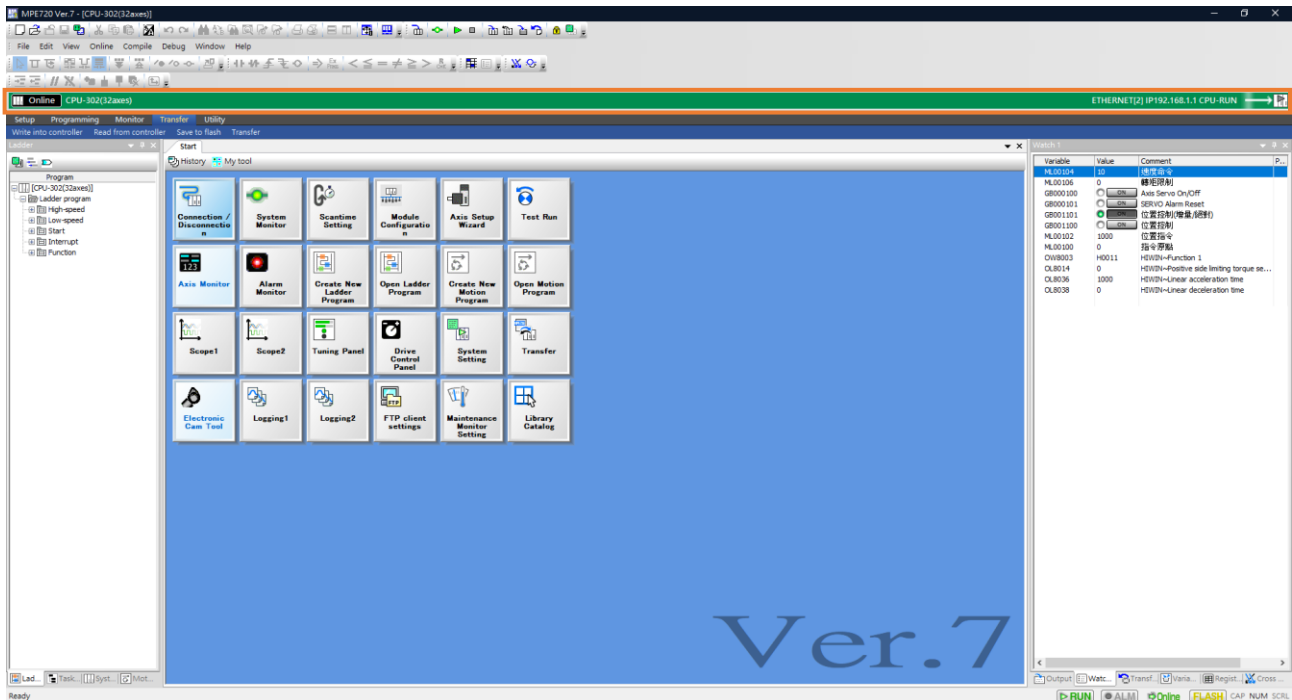 MPE720 Ver.7 - [CPU-302(32axes)]
File Edit View Online Compile Debug Window Help
Online CPU-302(32axes) ETHERNET[2] IP192.168.1.1 CPU-RUN
Setup Programming Monitor Transfer Utility
Write into controller Read from controller Save to flash Transfer
Ladder
Program
[CPU-302(32axes)]
Ladder program
High-speed
Low-speed
Start
Interrupt
Function
Start
History My tool
Connection /
Disconnectio
n
System
Monitor
Scantime
Setting
Module
Configuratio
n
Axis Setup
Wizard
Test Run
123
Axis Monitor
Alarm
Monitor
Create New
Ladder
Program
Open Ladder
Program
Create New
Motion
Program
Open Motion
Program
Scope1
Scope2
Tuning Panel
Drive
Control
Panel
System
Setting
Transfer
Electronic
Cam Tool
Logging1
Logging2
FTP
FTP client
settings
Maintenance
Monitor
Setting
Library
Catalog
Ver.7
Watch 1
Variable Value Comment P...
ML00104 10 速度命令
ML00106 0 轉矩限制
GB000100 ON Axis Servo On/Off
GB000101 ON SERVO Alarm Reset
GB001101 ON 位置控制(增量/絕對)
GB001100 ON 位置控制
ML00102 1000 位置指令
ML00100 0 指令原點
OW8003 H0011 HIWIN~Function 1
OL8014 0 HIWIN~Positive side limiting torque se...
OL8036 1000 HIWIN~Linear acceleration time
OL8038 0 HIWIN~Linear deceleration time
Lad... Task... Syst... Mot...
Output Watc... Transf... Varia... Regist... Cross ...
Ready RUN ALM Online FLASH CAP NUM SCRL